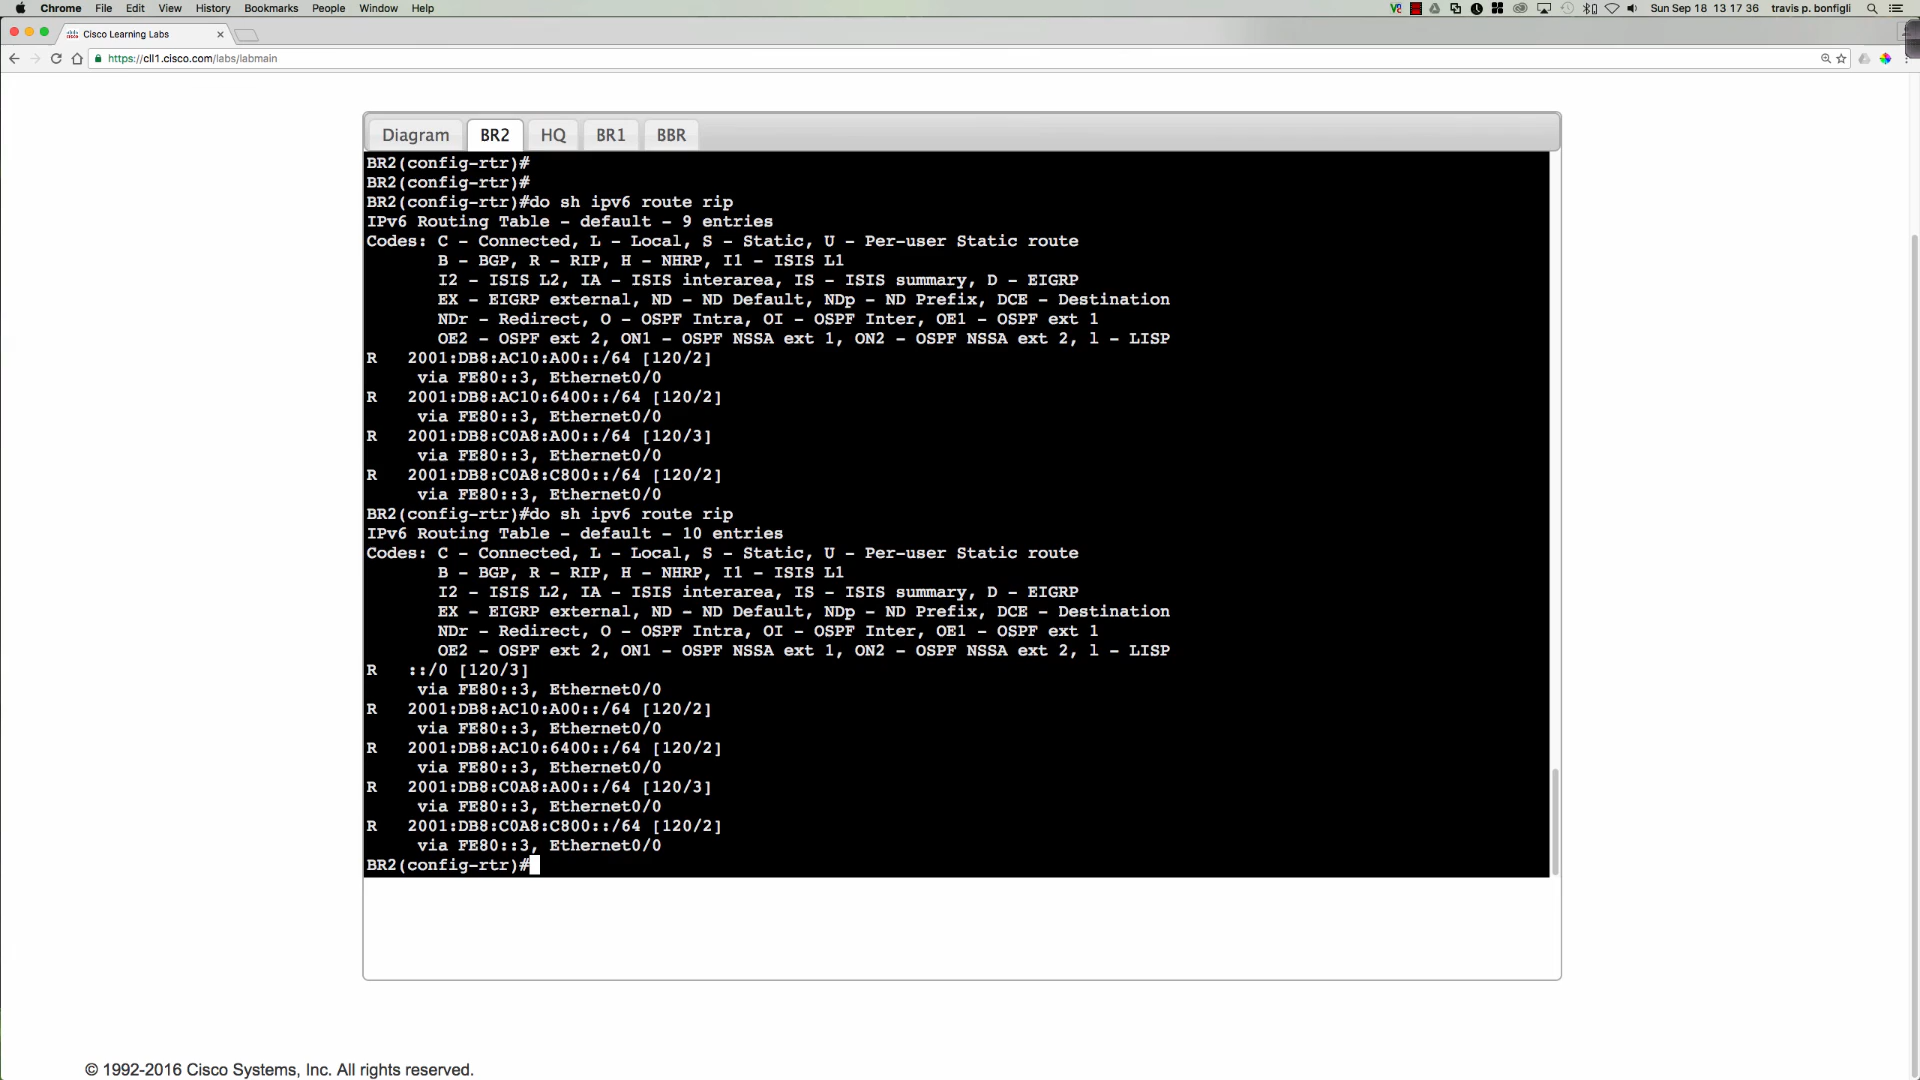 Chrome File Edit View History Bookmarks People Window Help Sun Sep 18 13 17 36 travis p. bonfigli
Cisco Learning Labs
https://cll1.cisco.com/labs/labmain
Diagram BR2 HQ BR1 BBR
BR2(config-rtr)#
BR2(config-rtr)#
BR2(config-rtr)#do sh ipv6 route rip
IPv6 Routing Table - default - 9 entries
Codes: C - Connected, L - Local, S - Static, U - Per-user Static route
B - BGP, R - RIP, H - NHRP, I1 - ISIS L1
I2 - ISIS L2, IA - ISIS interarea, IS - ISIS summary, D - EIGRP
EX - EIGRP external, ND - ND Default, NDp - ND Prefix, DCE - Destination
NDr - Redirect, O - OSPF Intra, OI - OSPF Inter, OE1 - OSPF ext 1
OE2 - OSPF ext 2, ON1 - OSPF NSSA ext 1, ON2 - OSPF NSSA ext 2, l - LISP
R 2001:DB8:AC10:A00::/64 [120/2]
via FE80::3, Ethernet0/0
R 2001:DB8:AC10:6400::/64 [120/2]
via FE80::3, Ethernet0/0
R 2001:DB8:C0A8:A00::/64 [120/3]
via FE80::3, Ethernet0/0
R 2001:DB8:C0A8:C800::/64 [120/2]
via FE80::3, Ethernet0/0
BR2(config-rtr)#do sh ipv6 route rip
IPv6 Routing Table - default - 10 entries
Codes: C - Connected, L - Local, S - Static, U - Per-user Static route
B - BGP, R - RIP, H - NHRP, I1 - ISIS L1
I2 - ISIS L2, IA - ISIS interarea, IS - ISIS summary, D - EIGRP
EX - EIGRP external, ND - ND Default, NDp - ND Prefix, DCE - Destination
NDr - Redirect, O - OSPF Intra, OI - OSPF Inter, OE1 - OSPF ext 1
OE2 - OSPF ext 2, ON1 - OSPF NSSA ext 1, ON2 - OSPF NSSA ext 2, l - LISP
R ::/0 [120/3]
via FE80::3, Ethernet0/0
R 2001:DB8:AC10:A00::/64 [120/2]
via FE80::3, Ethernet0/0
R 2001:DB8:AC10:6400::/64 [120/2]
via FE80::3, Ethernet0/0
R 2001:DB8:C0A8:A00::/64 [120/3]
via FE80::3, Ethernet0/0
R 2001:DB8:C0A8:C800::/64 [120/2]
via FE80::3, Ethernet0/0
BR2(config-rtr)#
© 1992-2016 Cisco Systems, Inc. All rights reserved.